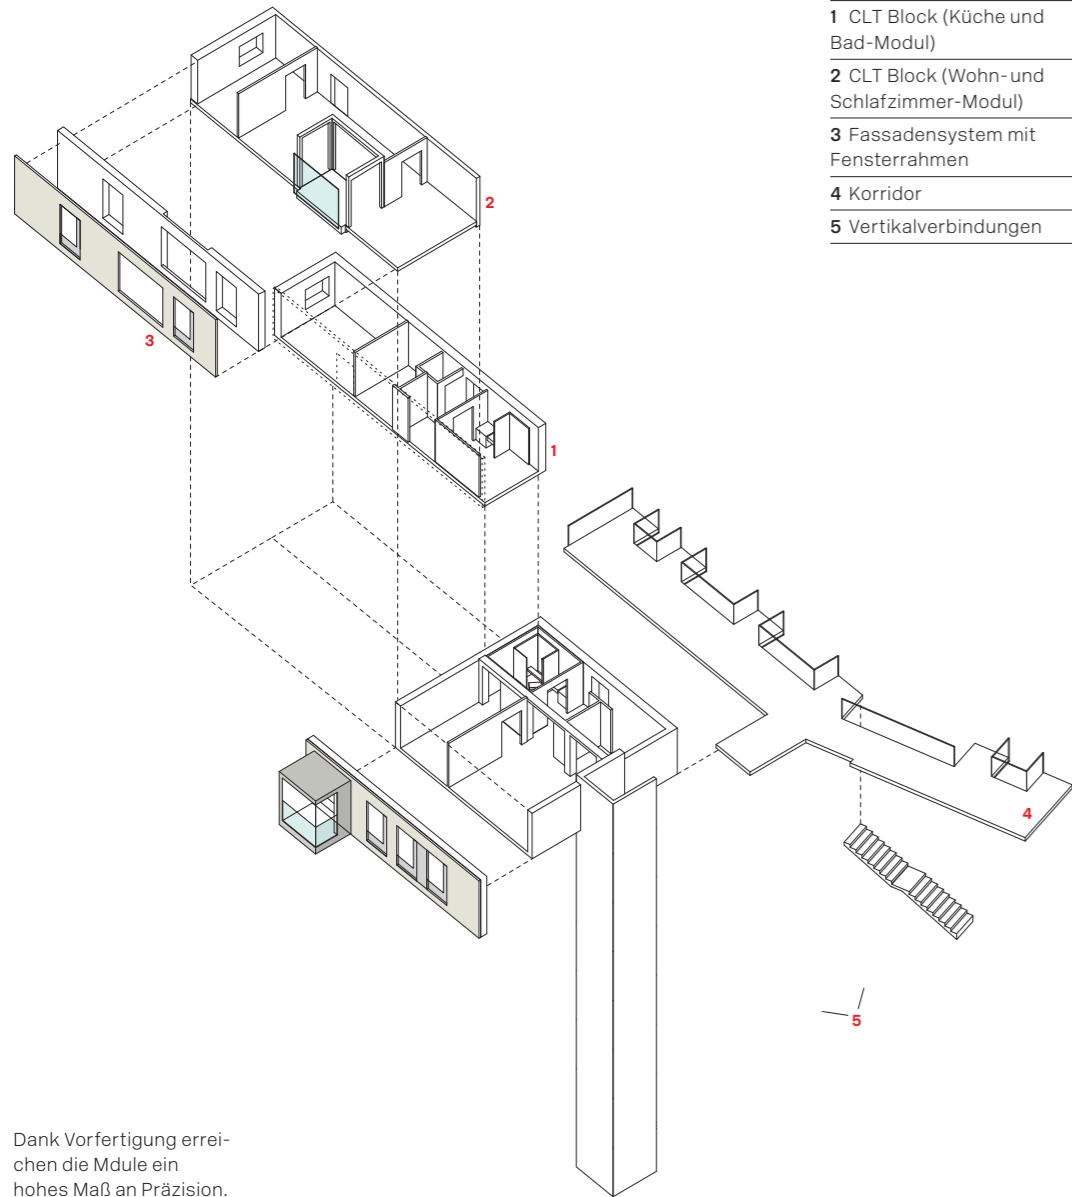 1 CLT Block (Küche und
Bad-Modul)
2 CLT Block (Wohn-und
Schlafzimmer-Modul)
3 Fassadensystem mit
Fensterrahmen
4 Korridor
5 Vertikalverbindungen
2
3
1
4
5
Dank Vorfertigung errei-
chen die Mdule ein
hohes Maß an Präzision.